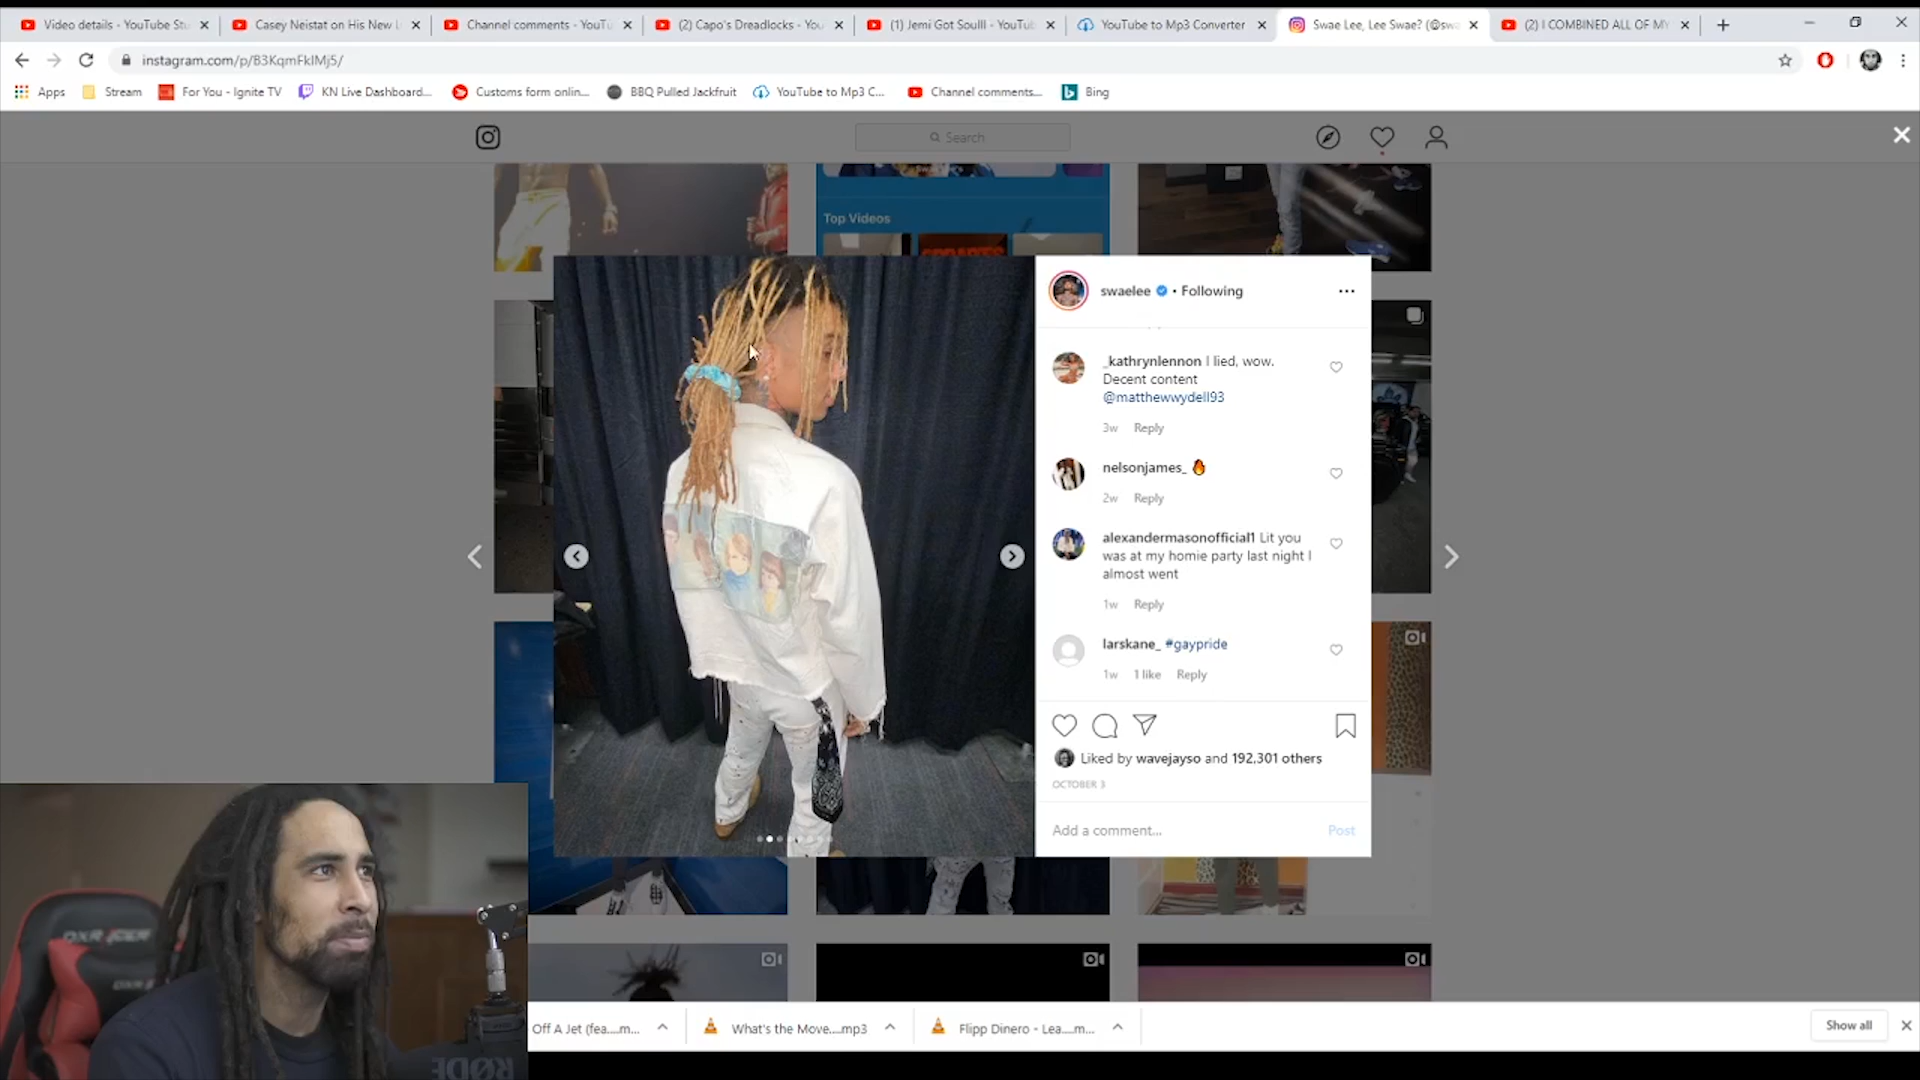 Video details - YouTube Stu
Casey Neistat on His New L
Channel comments - YouTu
(2) Capo's Dreadlocks - You
(1) Jemi Got Soulll - YouTub
YouTube to Mp3 Converter
Swae Lee, Lee Swae? (@swa
(2) I COMBINED ALL OF MY
instagram.com/p/B3KqmFklMj5/
Apps
Stream
For You - Ignite TV
KN Live Dashboard...
Customs form onlin...
BBQ Pulled Jackfruit
YouTube to Mp3 C...
Channel comments...
Bing
Search
Top Videos
swaelee • Following
_kathrynlennon I lied, wow.
Decent content
@matthewwydell93
3w Reply
nelsonjames_ 🔥
2w Reply
alexandermasonofficial1 Lit you
was at my homie party last night I
almost went
1w Reply
larskane_ #gaypride
1w 1 like Reply
Liked by wavejayso and 192,301 others
OCTOBER 3
Add a comment... Post
RØDE
Off A Jet (fea....m...
What's the Move....mp3
Flipp Dinero - Lea....m...
Show all